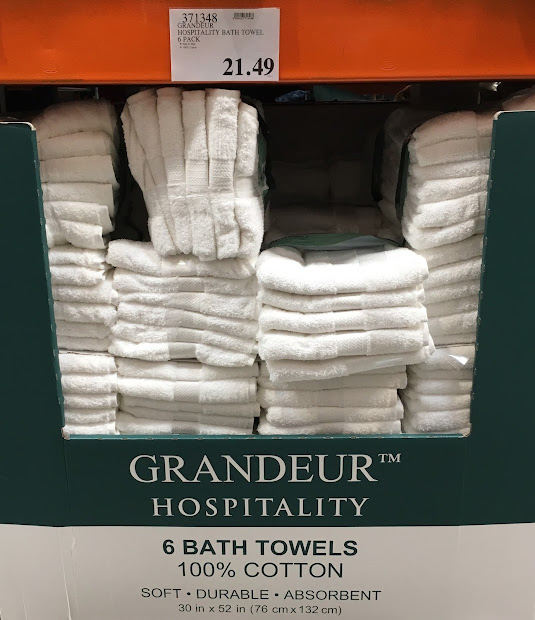 371348
GRANDEUR
HOSPITALITY BATH TOWEL
6 PACK
21.49
GRANDEUR™
HOSPITALITY
6 BATH TOWELS
100% COTTON
SOFT • DURABLE • ABSORBENT
30 in x 52 in (76 cm x 132 cm)